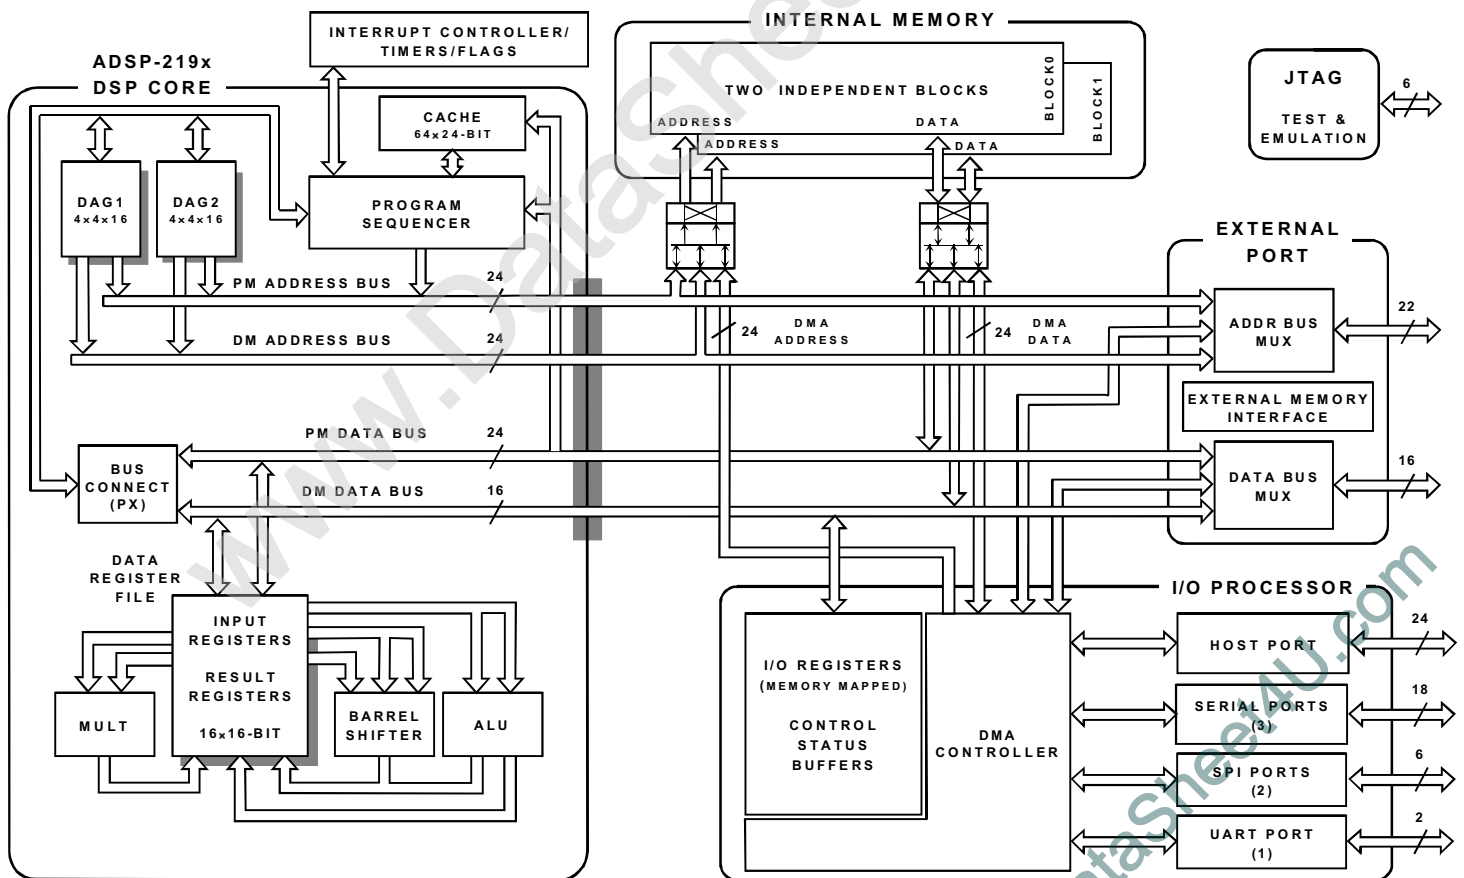 INTERNAL MEMORY
INTERRUPT CONTROLLER/
TIMERS/FLAGS
ADSP-219x
DSP CORE
CACHE
64x24-BIT
TWO INDEPENDENT BLOCKS
BLOCK0
BLOCK1
ADDRESS
DATA
ADDRESS
DATA
JTAG
TEST &
EMULATION
6
DAG1
4x4x16
DAG2
4x4x16
PROGRAM
SEQUENCER
EXTERNAL
PORT
PM ADDRESS BUS
24
DM ADDRESS BUS
24
24
DMA
ADDRESS
24
DMA
DATA
ADDR BUS
MUX
22
EXTERNAL MEMORY
INTERFACE
PM DATA BUS
24
BUS
CONNECT
(PX)
DM DATA BUS
16
DATA BUS
MUX
16
DATA
REGISTER
FILE
INPUT
REGISTERS
RESULT
REGISTERS
16x16-BIT
MULT
BARREL
SHIFTER
ALU
I/O PROCESSOR
I/O REGISTERS
(MEMORY MAPPED)
CONTROL
STATUS
BUFFERS
DMA
CONTROLLER
HOST PORT
24
SERIAL PORTS
(3)
18
SPI PORTS
(2)
6
UART PORT
(1)
2
www.DataShe
DataSheet4U.com